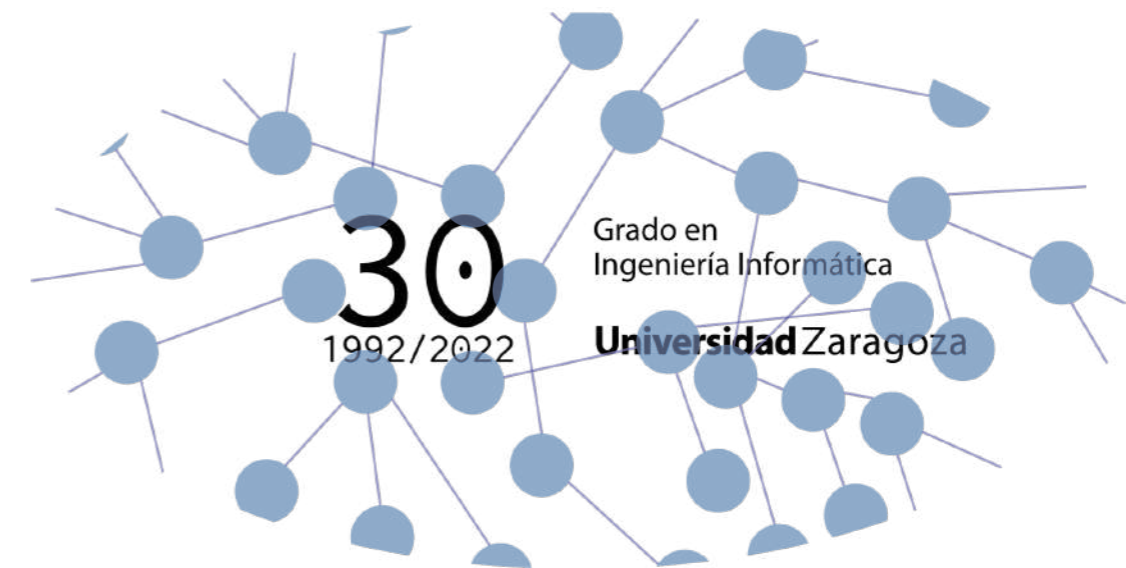 30
1992/2022
Grado en
Ingeniería Informática
Universidad Zaragoza